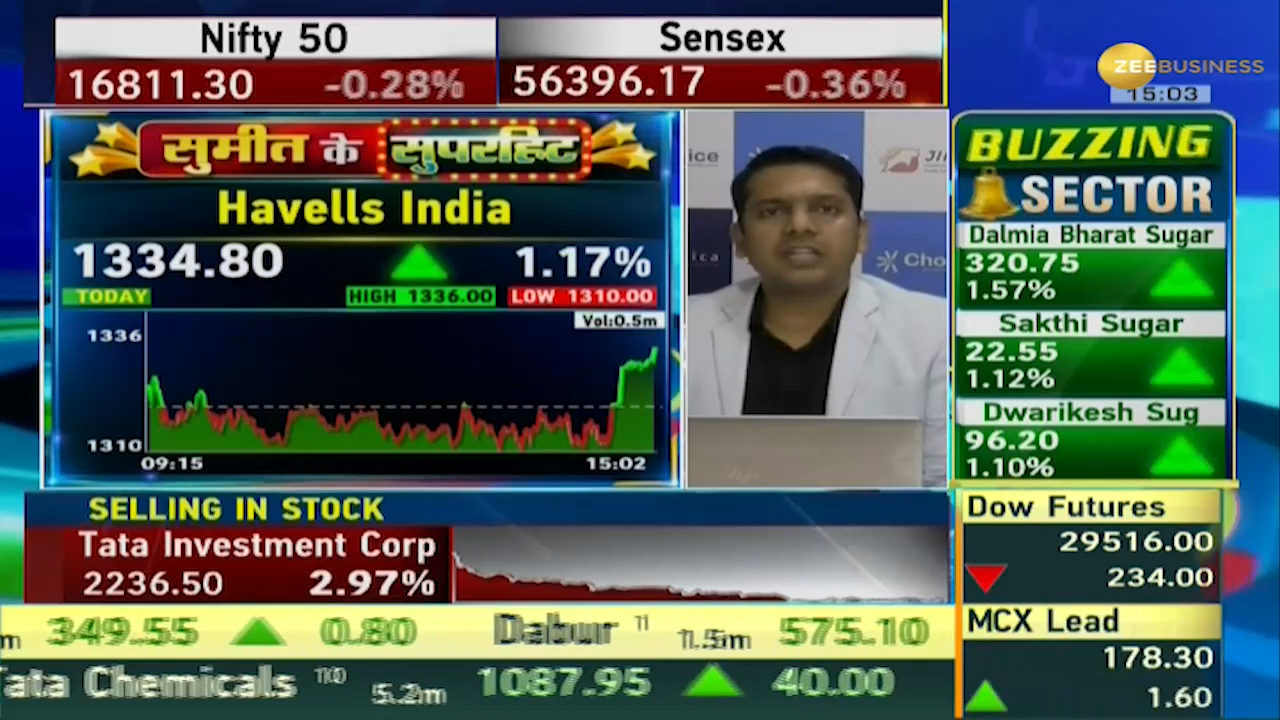 Nifty 50
16811.30 -0.28%
Sensex
56396.17 -0.36%
ZEEBUSINESS
15:03
सुमीत के सुपरहिट
Havells India
1334.80 1.17%
TODAY HIGH 1336.00 LOW 1310.00
Vol:0.5m
1336
1310
09:15 15:02
Cho
BUZZING
SECTOR
Dalmia Bharat Sugar
320.75
1.57%
Sakthi Sugar
22.55
1.12%
Dwarikesh Sug
96.20
1.10%
SELLING IN STOCK
Tata Investment Corp
2236.50 2.97%
Dow Futures
29516.00
234.00
MCX Lead
178.30
1.60
349.55 0.80 Dabur 575.10
Tata Chemicals 5.2m 1087.95 40.00